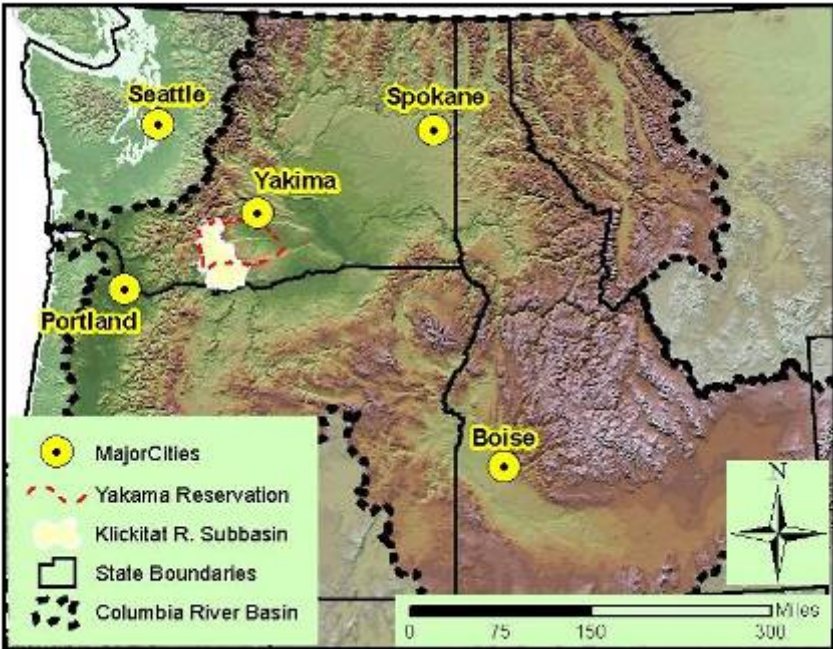 Seattle
Spokane
Yakima
Portland
Boise
MajorCities
Yakama Reservation
Klickitat R. Subbasin
State Boundaries
Columbia River Basin
N
Miles
0 75 150 300